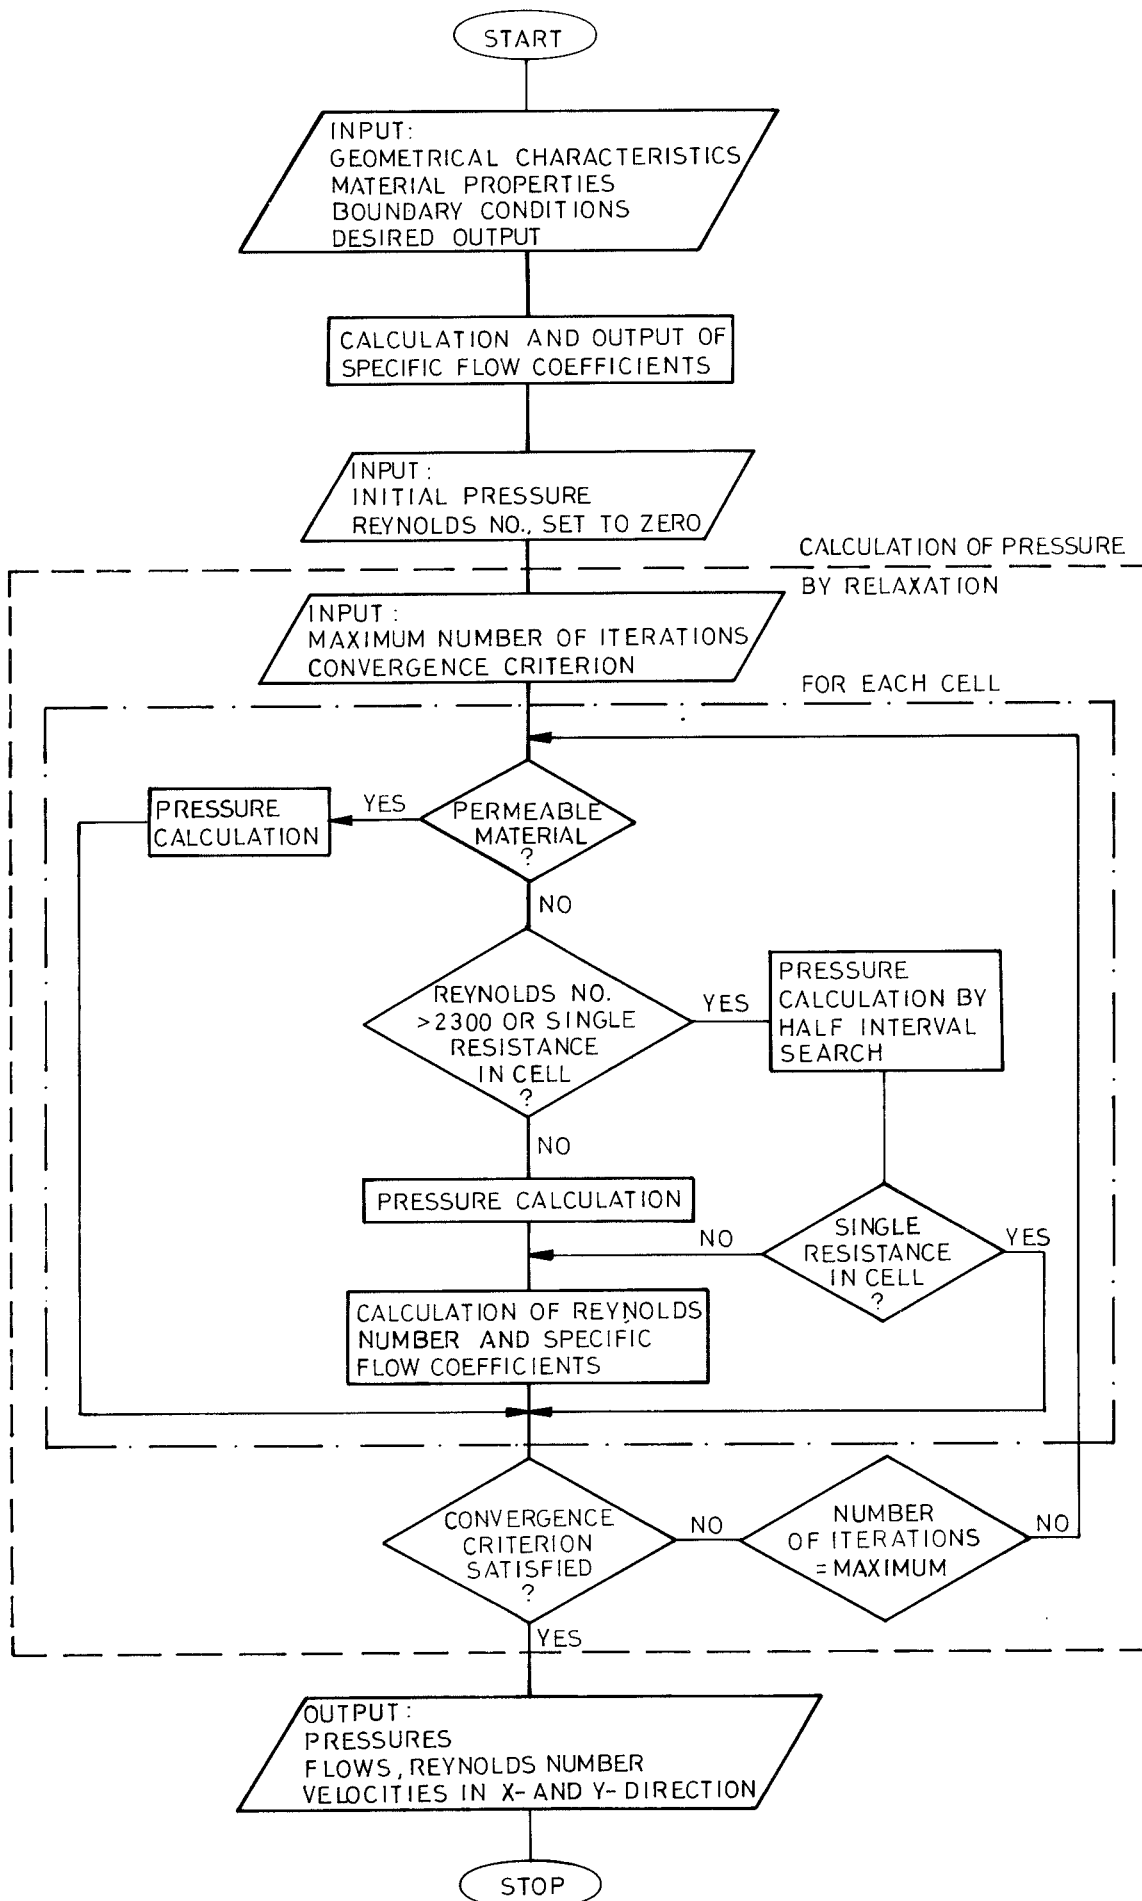 START
INPUT:
GEOMETRICAL CHARACTERISTICS
MATERIAL PROPERTIES
BOUNDARY CONDITIONS
DESIRED OUTPUT
CALCULATION AND OUTPUT OF
SPECIFIC FLOW COEFFICIENTS
INPUT:
INITIAL PRESSURE
REYNOLDS NO., SET TO ZERO
CALCULATION OF PRESSURE
BY RELAXATION
INPUT:
MAXIMUM NUMBER OF ITERATIONS
CONVERGENCE CRITERION
FOR EACH CELL
PERMEABLE
MATERIAL
?
YES
PRESSURE
CALCULATION
NO
REYNOLDS NO.
>2300 OR SINGLE
RESISTANCE
IN CELL
?
YES
PRESSURE
CALCULATION BY
HALF INTERVAL
SEARCH
NO
PRESSURE CALCULATION
SINGLE
RESISTANCE
IN CELL
?
NO
YES
CALCULATION OF REYNOLDS
NUMBER AND SPECIFIC
FLOW COEFFICIENTS
CONVERGENCE
CRITERION
SATISFIED
?
NO
NUMBER
OF ITERATIONS
=MAXIMUM
NO
YES
OUTPUT:
PRESSURES
FLOWS, REYNOLDS NUMBER
VELOCITIES IN X- AND Y-DIRECTION
STOP